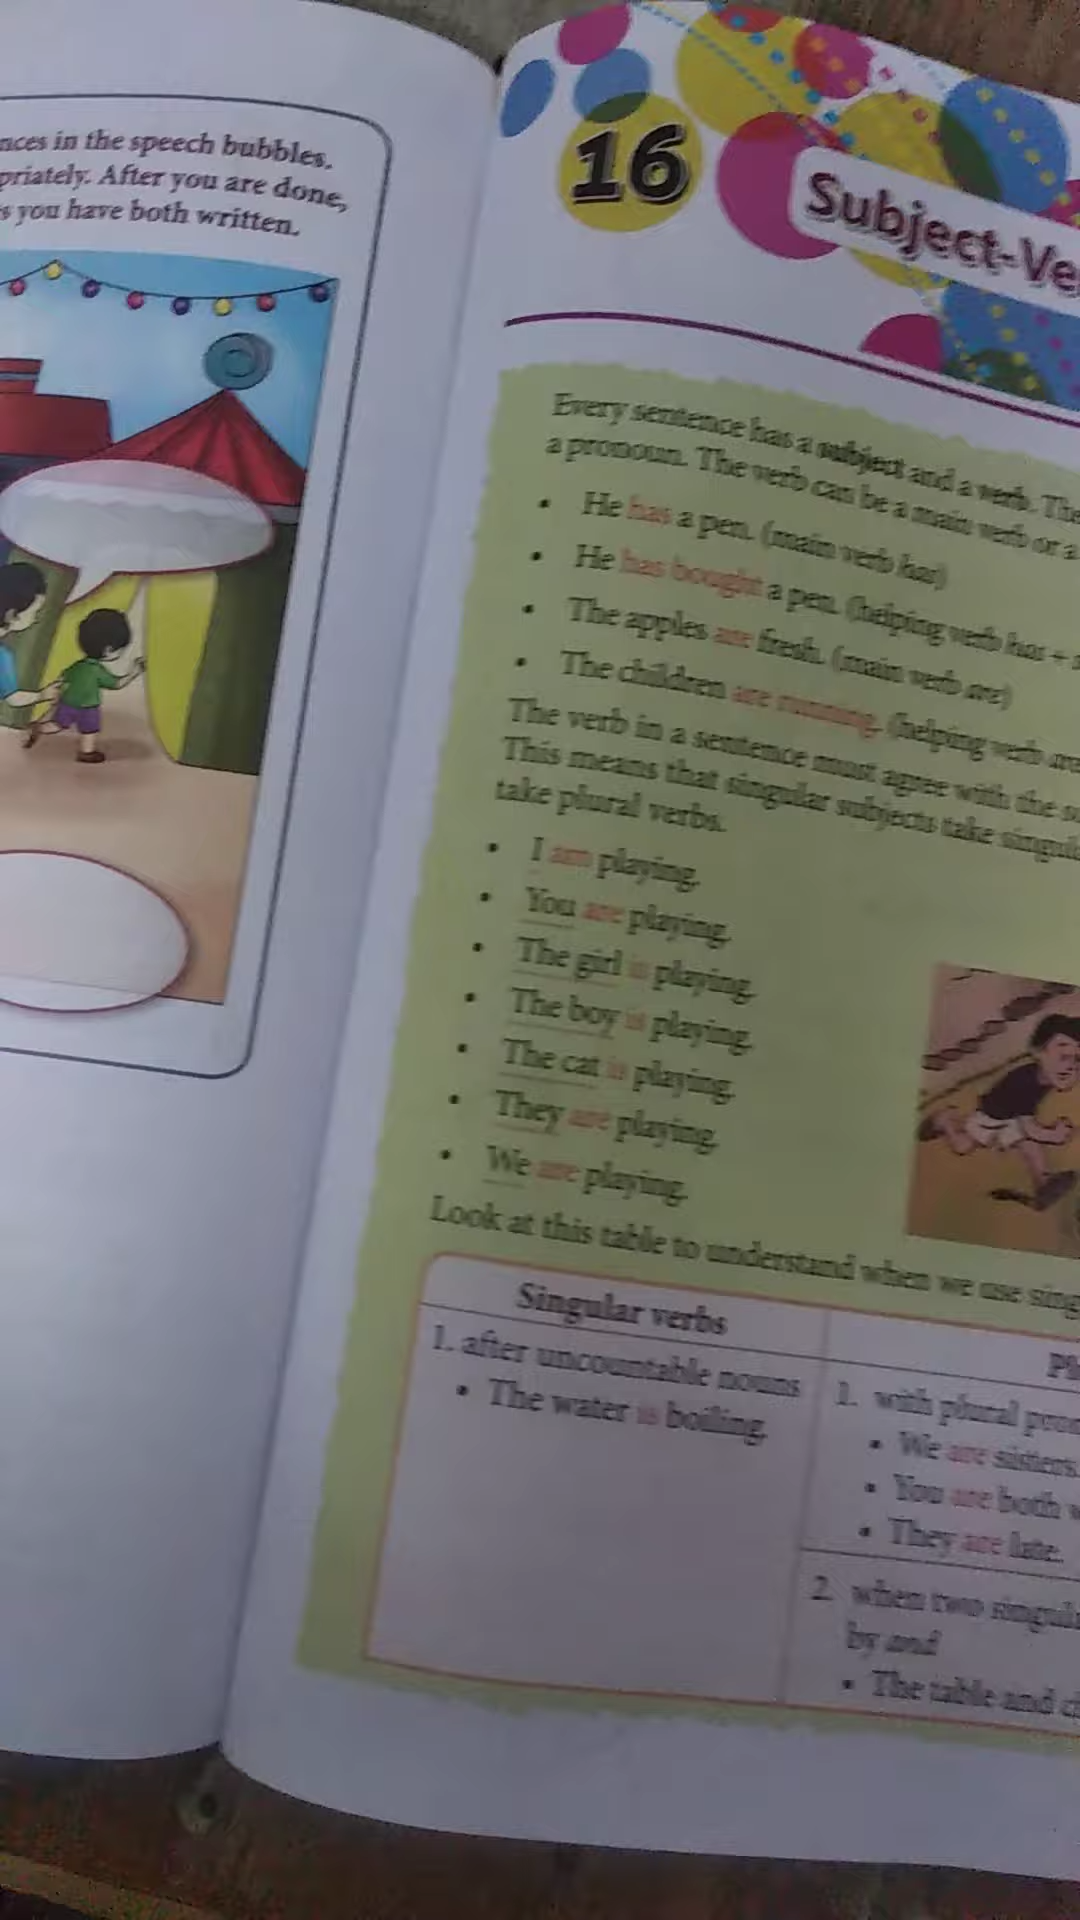 nces in the speech bubbles.
priately. After you are done,
s you have both written.
16
Subject-Ve
Every sentence has a subject and a verb. The
a pronoun. The verb can be a main verb or a
• He has a pen. (main verb has)
• He has bought a pen. (helping verb has +
• The apples are fresh. (main verb are)
• The children are running. (helping verb are
The verb in a sentence must agree with the
This means that singular subjects take singul
take plural verbs.
• I am playing.
• You are playing.
• The girl is playing.
• The boy is playing.
• The cat is playing.
• They are playing.
• We are playing.
Look at this table to understand when we use sing
Singular verbs
1. after uncountable nouns
• The water is boiling.
Pl
1. with plural pron
• We are sisters.
• You are both
• They are late.
2. when two singul
by and
• The table and